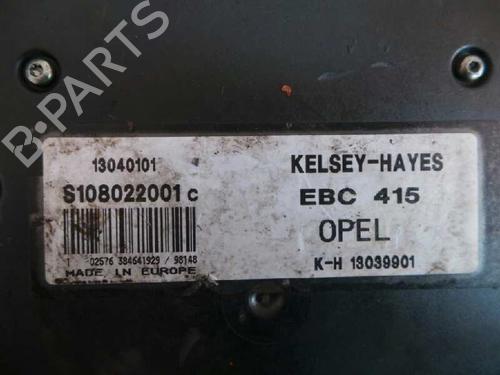 B-PARTS
13040101
S108022001 c
T 02576 384641929 / 98148
MADE IN EUROPE
KELSEY-HAYES
EBC 415
OPEL
K-H 13039901